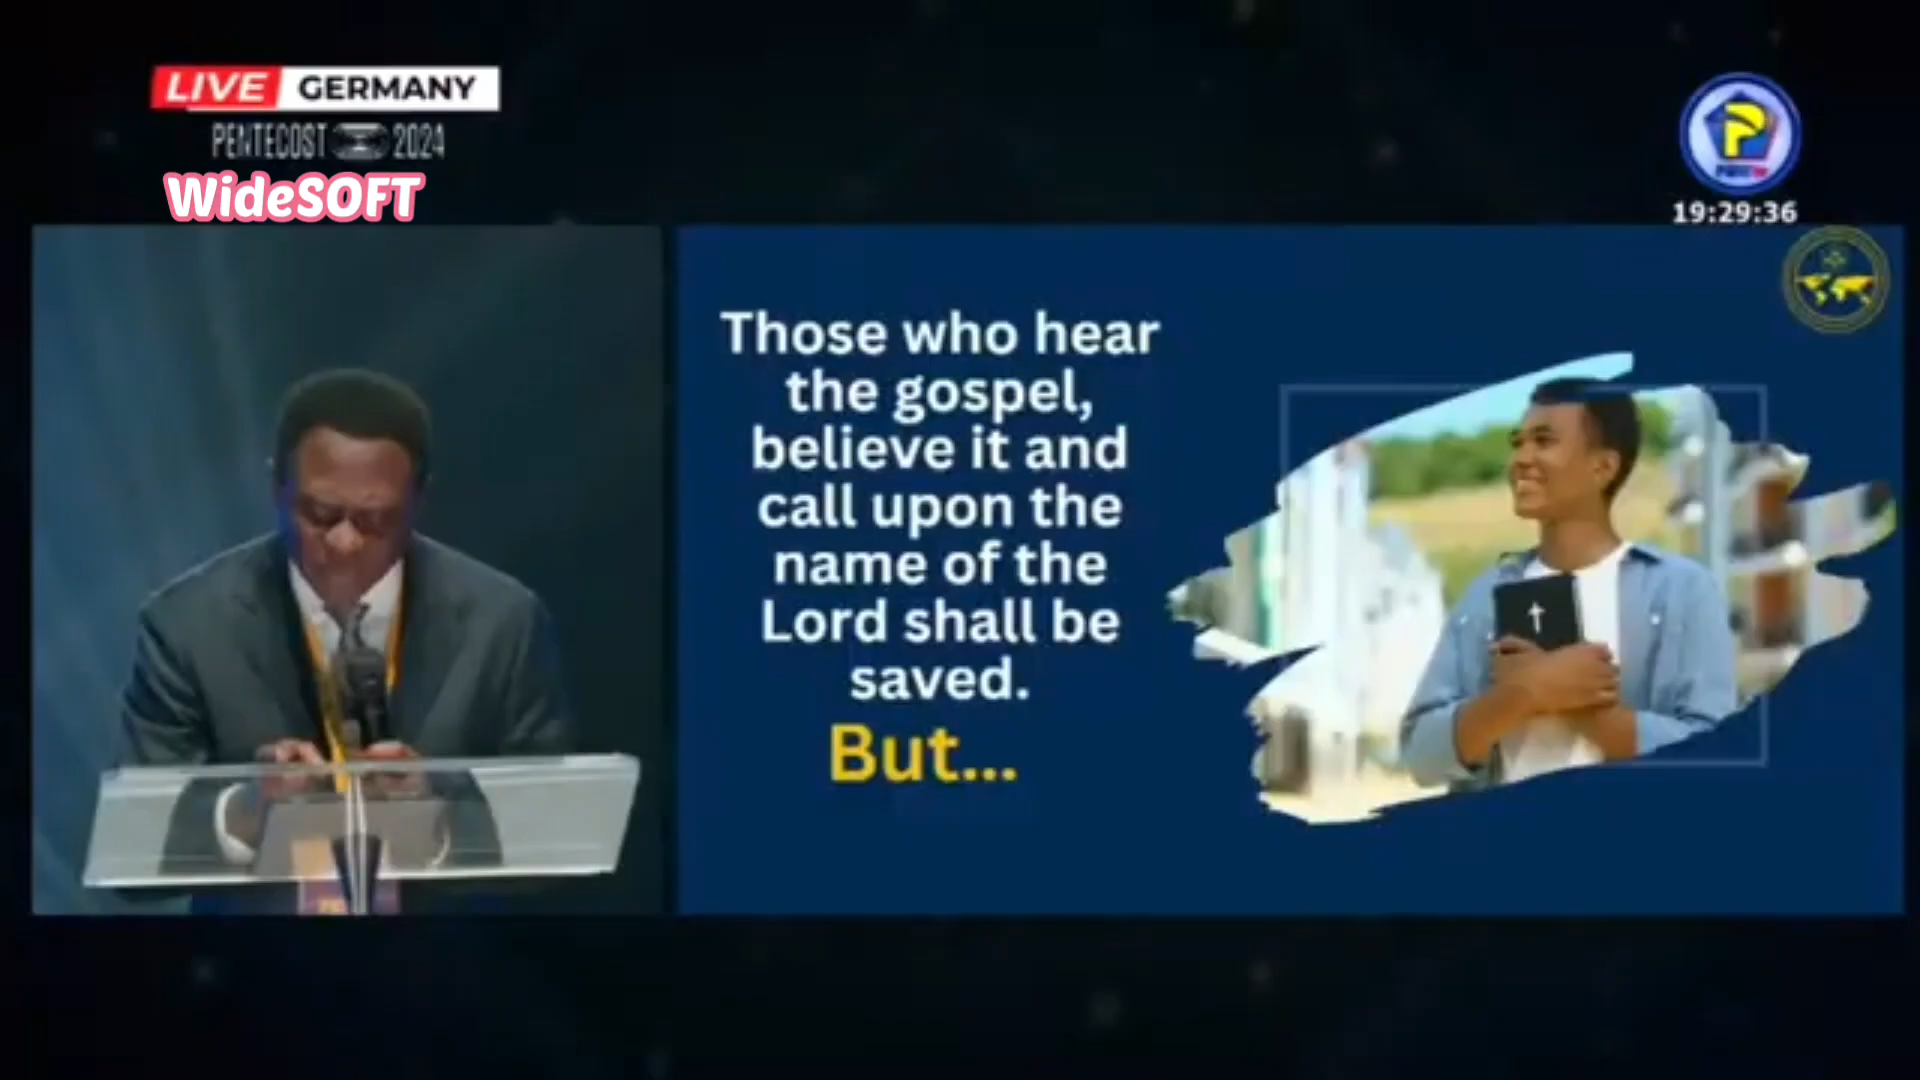 LIVE GERMANY
PENTECOST 2024
WideSOFT
19:29:36
Those who hear
the gospel,
believe it and
call upon the
name of the
Lord shall be
saved.
But...